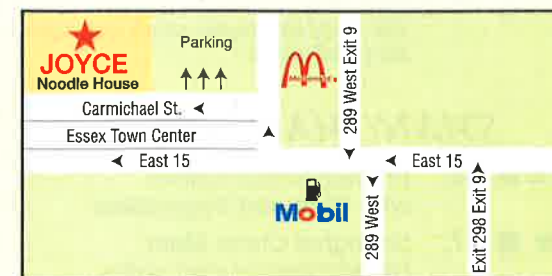 JOYCE
Noodle House
Parking
McDonald's
289 West Exit 9
Carmichael St.
Essex Town Center
East 15
East 15
Mobil
289 West
Exit 298 Exit 9